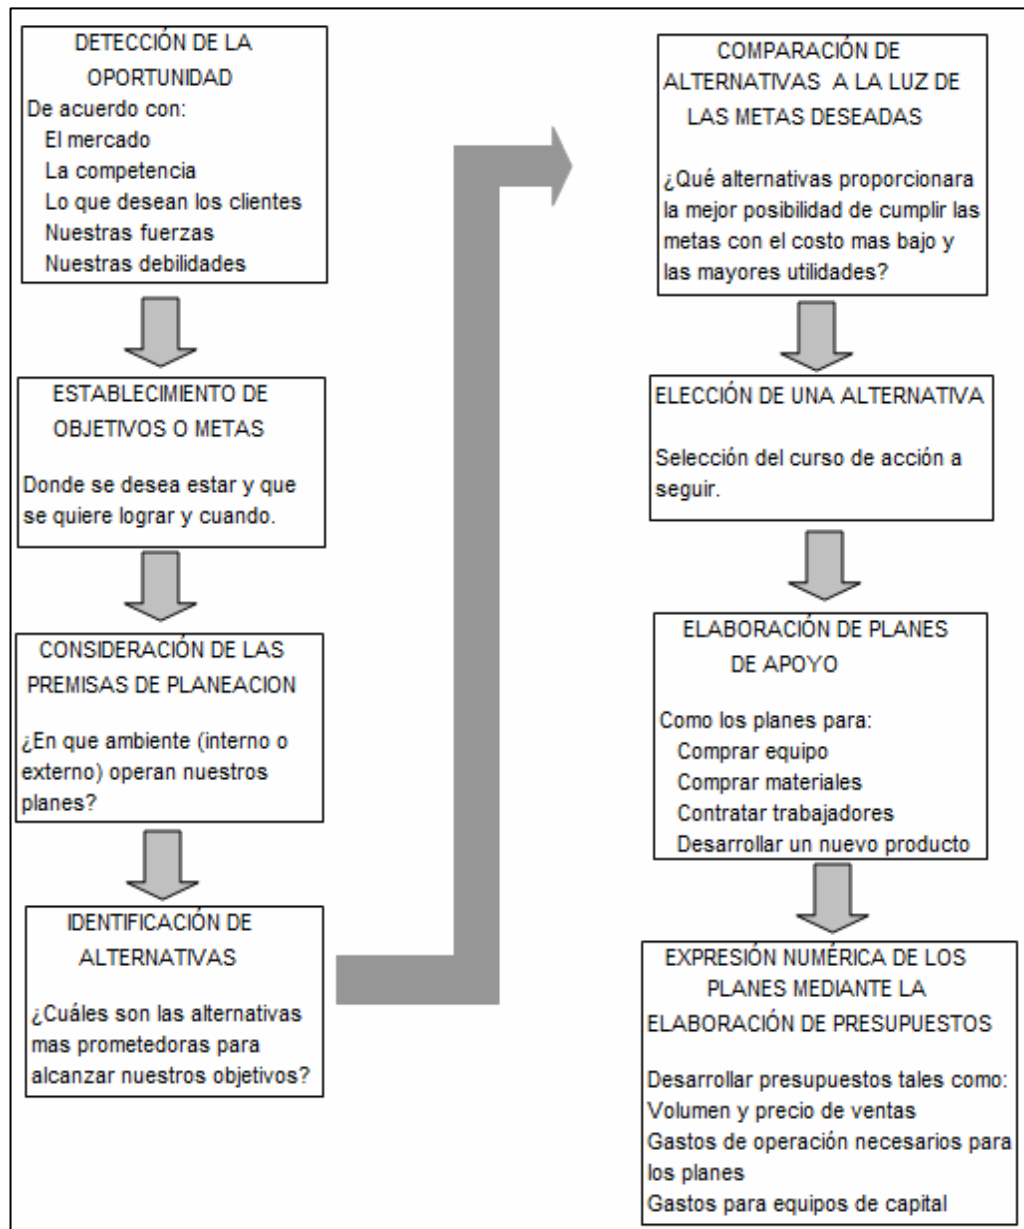 DETECCIÓN DE LA
OPORTUNIDAD
De acuerdo con:
El mercado
La competencia
Lo que desean los clientes
Nuestras fuerzas
Nuestras debilidades
ESTABLECIMIENTO DE
OBJETIVOS O METAS
Donde se desea estar y que
se quiere lograr y cuando.
CONSIDERACIÓN DE LAS
PREMISAS DE PLANEACION
¿En que ambiente (interno o
externo) operan nuestros
planes?
IDENTIFICACIÓN DE
ALTERNATIVAS
¿Cuáles son las alternativas
mas prometedoras para
alcanzar nuestros objetivos?
COMPARACIÓN DE
ALTERNATIVAS A LA LUZ DE
LAS METAS DESEADAS
¿Qué alternativas proporcionara
la mejor posibilidad de cumplir las
metas con el costo mas bajo y
las mayores utilidades?
ELECCIÓN DE UNA ALTERNATIVA
Selección del curso de acción a
seguir.
ELABORACIÓN DE PLANES
DE APOYO
Como los planes para:
Comprar equipo
Comprar materiales
Contratar trabajadores
Desarrollar un nuevo producto
EXPRESIÓN NUMÉRICA DE LOS
PLANES MEDIANTE LA
ELABORACIÓN DE PRESUPUESTOS
Desarrollar presupuestos tales como:
Volumen y precio de ventas
Gastos de operación necesarios para
los planes
Gastos para equipos de capital